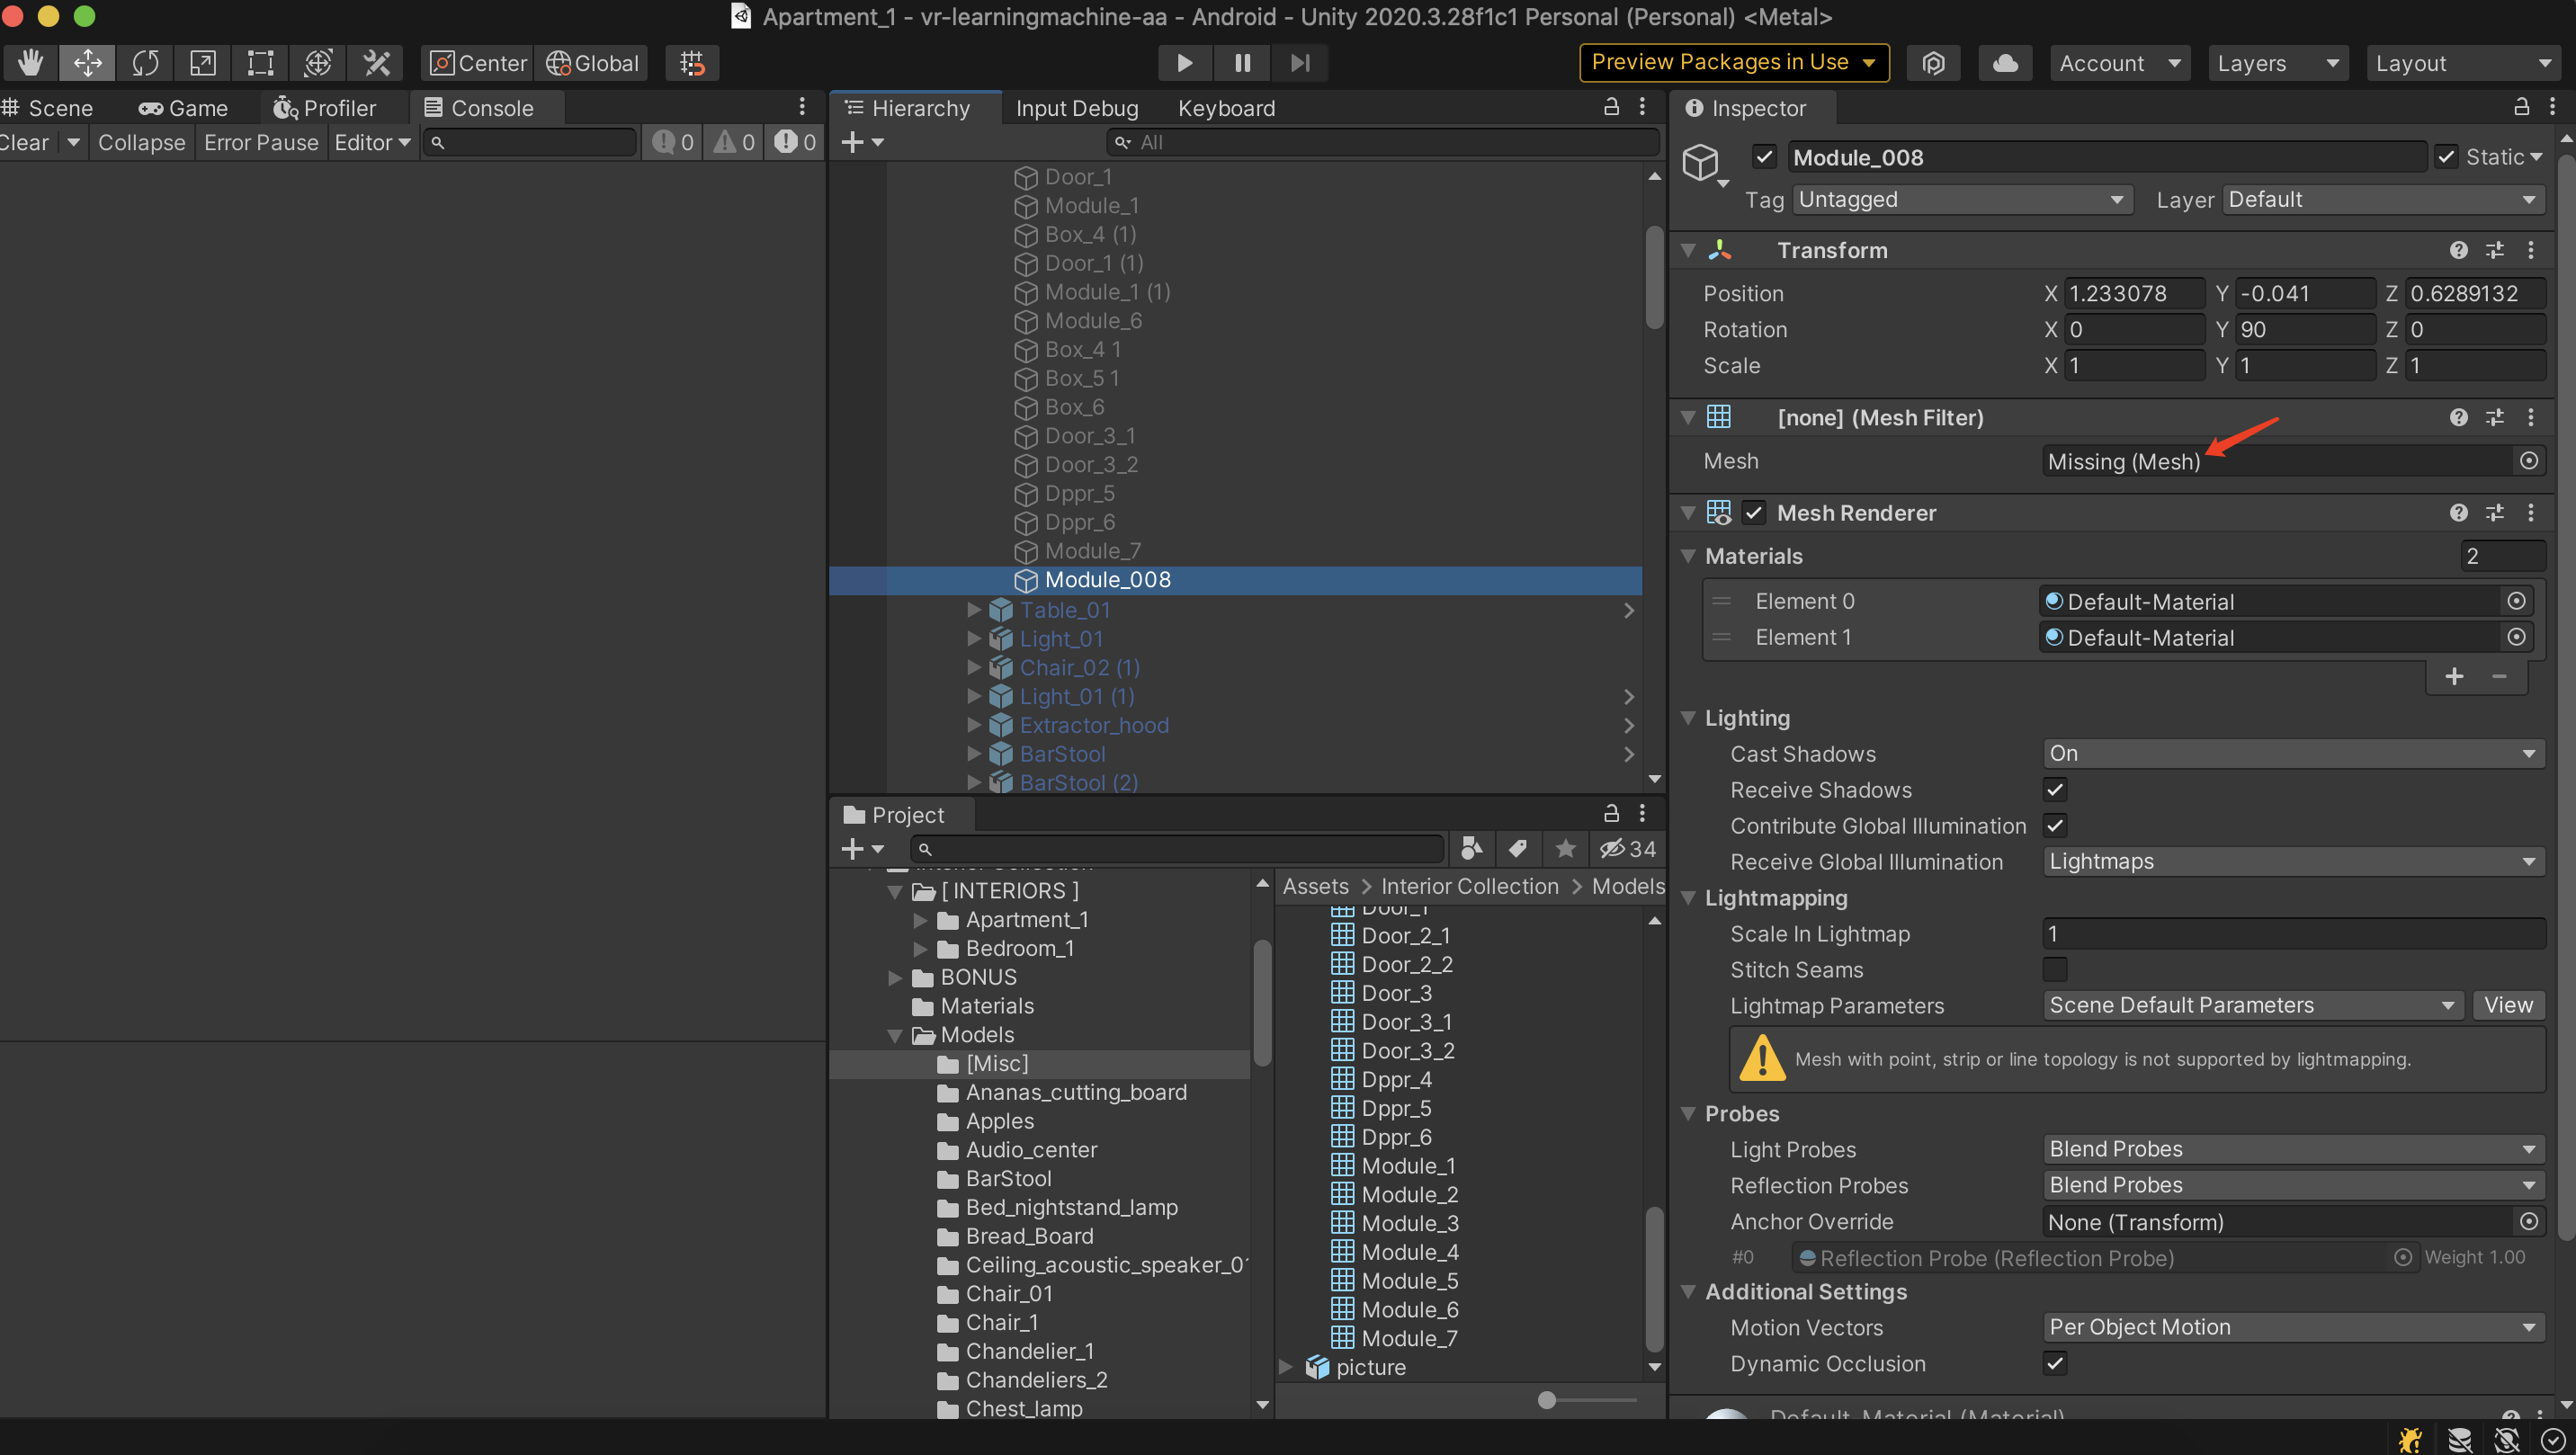 Apartment_1 - vr-learningmachine-aa - Android - Unity 2020.3.28f1c1 Personal (Personal) <Metal>
Center Global Preview Packages in Use Account Layers Layout
Scene Game Profiler Console
Clear Collapse Error Pause Editor 0 0 0
Hierarchy Input Debug Keyboard
All
Door_1
Module_1
Box_4 (1)
Door_1 (1)
Module_1 (1)
Module_6
Box_4 1
Box_5 1
Box_6
Door_3_1
Door_3_2
Dppr_5
Dppr_6
Module_7
Module_008
Table_01
Light_01
Chair_02 (1)
Light_01 (1)
Extractor_hood
BarStool
BarStool (2)
Project
34
[ INTERIORS ]
Apartment_1
Bedroom_1
BONUS
Materials
Models
[Misc]
Ananas_cutting_board
Apples
Audio_center
BarStool
Bed_nightstand_lamp
Bread_Board
Ceiling_acoustic_speaker_01
Chair_01
Chair_1
Chandelier_1
Chandeliers_2
Chest_lamp
Assets > Interior Collection > Models
Door_1
Door_2_1
Door_2_2
Door_3
Door_3_1
Door_3_2
Dppr_4
Dppr_5
Dppr_6
Module_1
Module_2
Module_3
Module_4
Module_5
Module_6
Module_7
picture
Inspector
Module_008 Static
Tag Untagged Layer Default
Transform
Position X 1.233078 Y -0.041 Z 0.6289132
Rotation X 0 Y 90 Z 0
Scale X 1 Y 1 Z 1
[none] (Mesh Filter)
Mesh Missing (Mesh)
Mesh Renderer
Materials 2
Element 0 Default-Material
Element 1 Default-Material
Lighting
Cast Shadows On
Receive Shadows
Contribute Global Illumination
Receive Global Illumination Lightmaps
Lightmapping
Scale In Lightmap 1
Stitch Seams
Lightmap Parameters Scene Default Parameters View
Mesh with point, strip or line topology is not supported by lightmapping.
Probes
Light Probes Blend Probes
Reflection Probes Blend Probes
Anchor Override None (Transform)
#0 Reflection Probe (Reflection Probe) Weight 1.00
Additional Settings
Motion Vectors Per Object Motion
Dynamic Occlusion
Default-Material (Material)